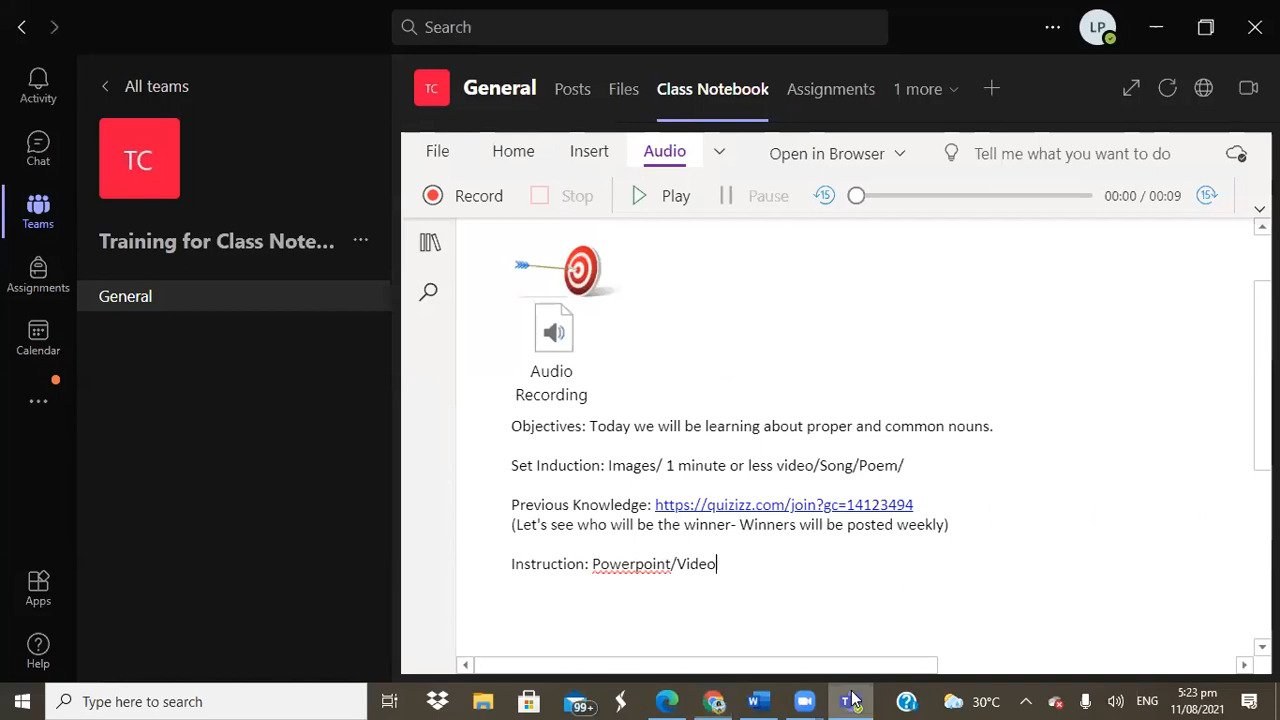 Search
LP
Activity
Chat
Teams
Assignments
Calendar
Apps
Help
All teams
TC
Training for Class Note...
General
TC
General
Posts
Files
Class Notebook
Assignments
1 more
File
Home
Insert
Audio
Open in Browser
Tell me what you want to do
Record
Stop
Play
Pause
15
00:00 / 00:09
15
Audio
Recording
Objectives: Today we will be learning about proper and common nouns.
Set Induction: Images/ 1 minute or less video/Song/Poem/
Previous Knowledge: https://quizizz.com/join?gc=14123494
(Let's see who will be the winner- Winners will be posted weekly)
Instruction: Powerpoint/Video
Type here to search
99+
30°C
ENG
5:23 pm
11/08/2021